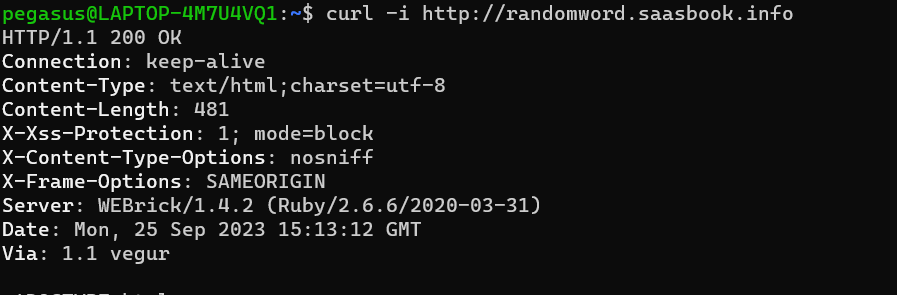 pegasus@LAPTOP-4M7U4VQ1:~$ curl -i http://randomword.saasbook.info
HTTP/1.1 200 OK
Connection: keep-alive
Content-Type: text/html;charset=utf-8
Content-Length: 481
X-Xss-Protection: 1; mode=block
X-Content-Type-Options: nosniff
X-Frame-Options: SAMEORIGIN
Server: WEBrick/1.4.2 (Ruby/2.6.6/2020-03-31)
Date: Mon, 25 Sep 2023 15:13:12 GMT
Via: 1.1 vegur